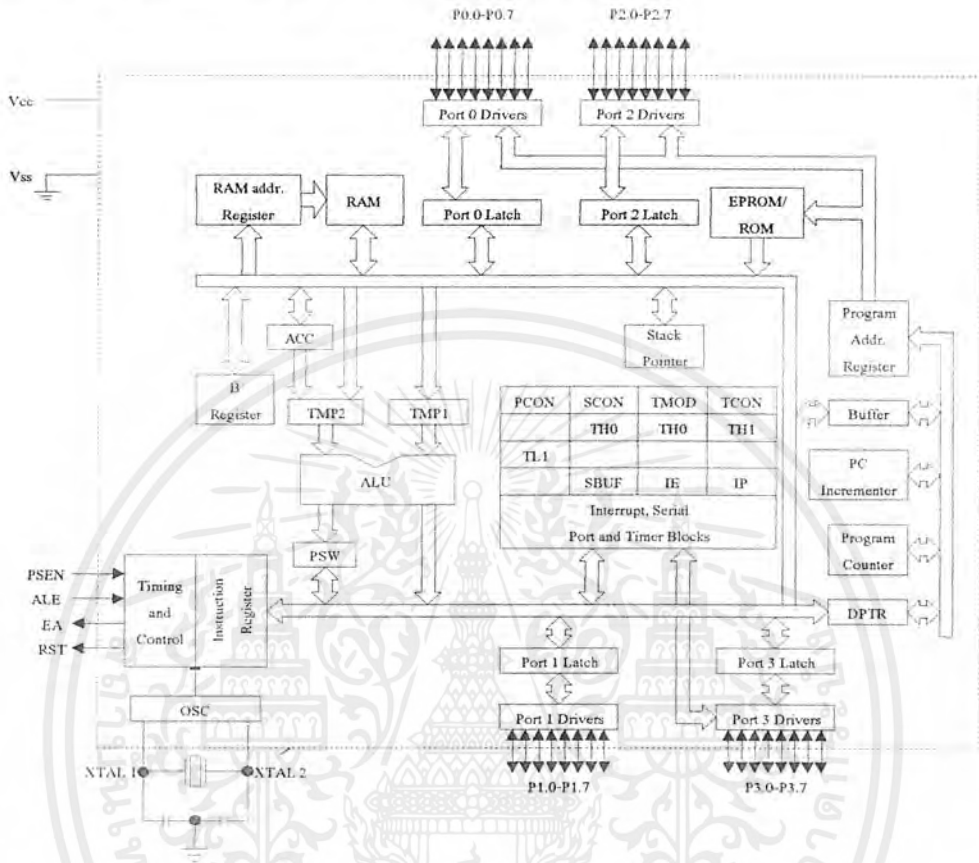 P0.0-P0.7
P2.0-P2.7
Vcc
Port 0 Drivers
Port 2 Drivers
Vss
RAM addr.
Register
RAM
Port 0 Latch
Port 2 Latch
EPROM/
ROM
ACC
Stack
Pointer
Program
Addr.
Register
B
Register
TMP2
TMP1
PCON SCON TMOD TCON
TH0 TH0 TH1
TL1
SBUF IE IP
Interrupt, Serial
Port and Timer Blocks
Buffer
ALU
PC
Incrementer
PSW
Program
Counter
PSEN
ALE
EA
RST
Timing
and
Control
Instruction
Register
DPTR
Port 1 Latch
Port 3 Latch
OSC
Port 1 Drivers
Port 3 Drivers
XTAL 1
XTAL 2
P1.0-P1.7
P3.0-P3.7